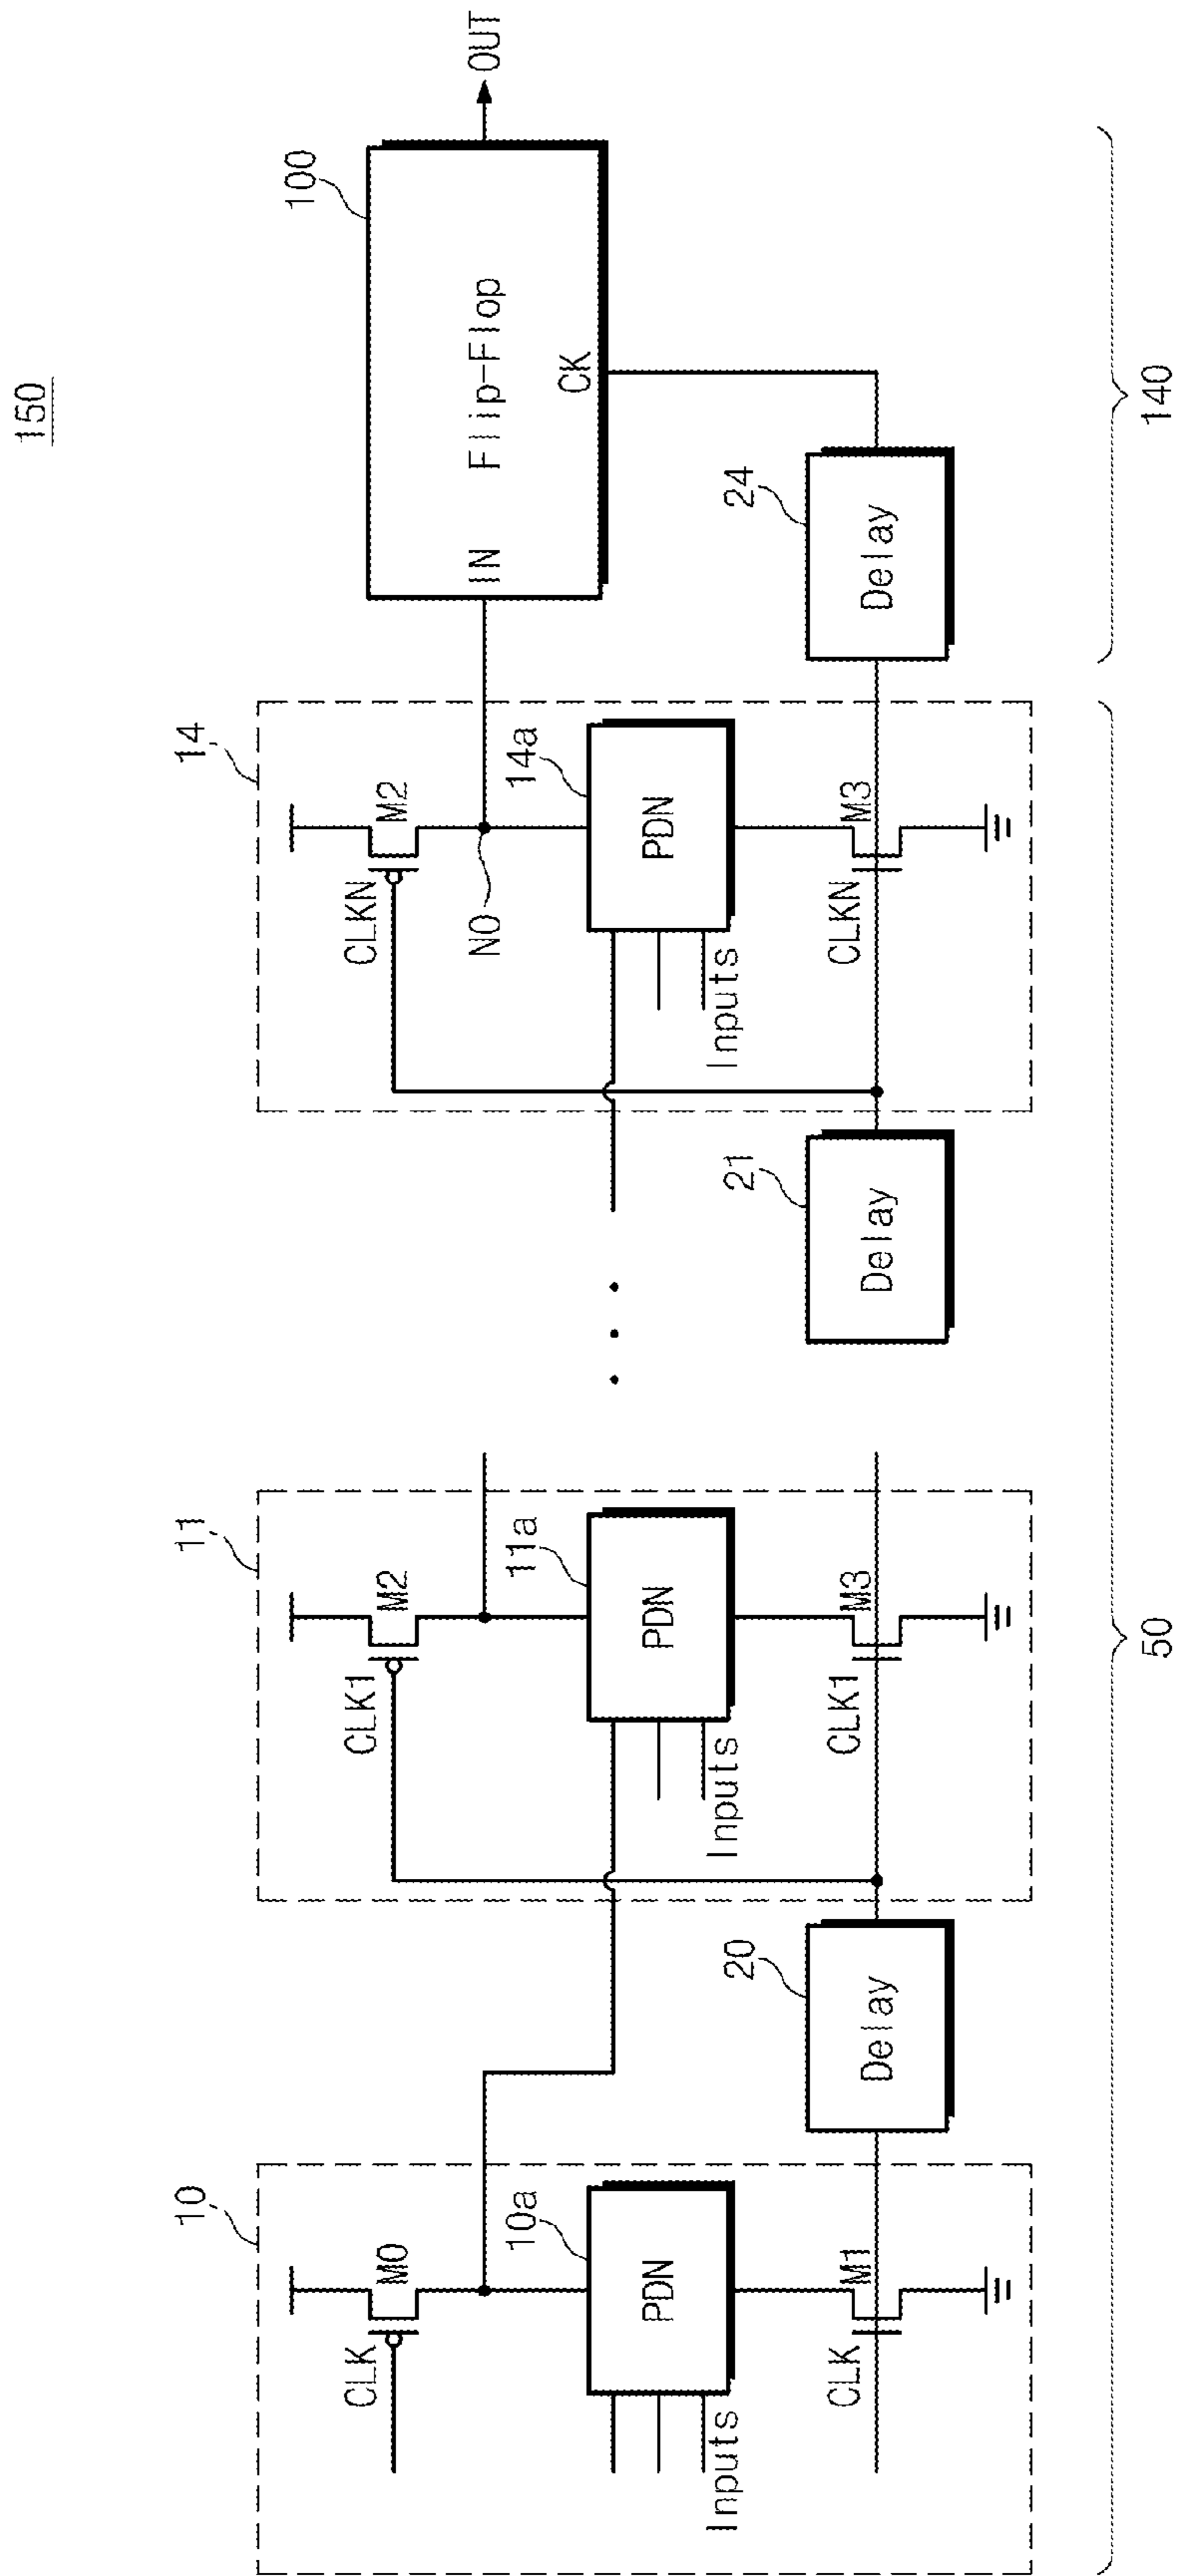 150
10
CLK
M0
10a
PDN
Inputs
CLK
M1
20
Delay
11
CLK1
M2
11a
PDN
Inputs
CLK1
M3
21
Delay
14
CLKN
M2
NO
14a
PDN
Inputs
CLKN
M3
24
Delay
100
IN
Flip-Flop
CK
OUT
50
140